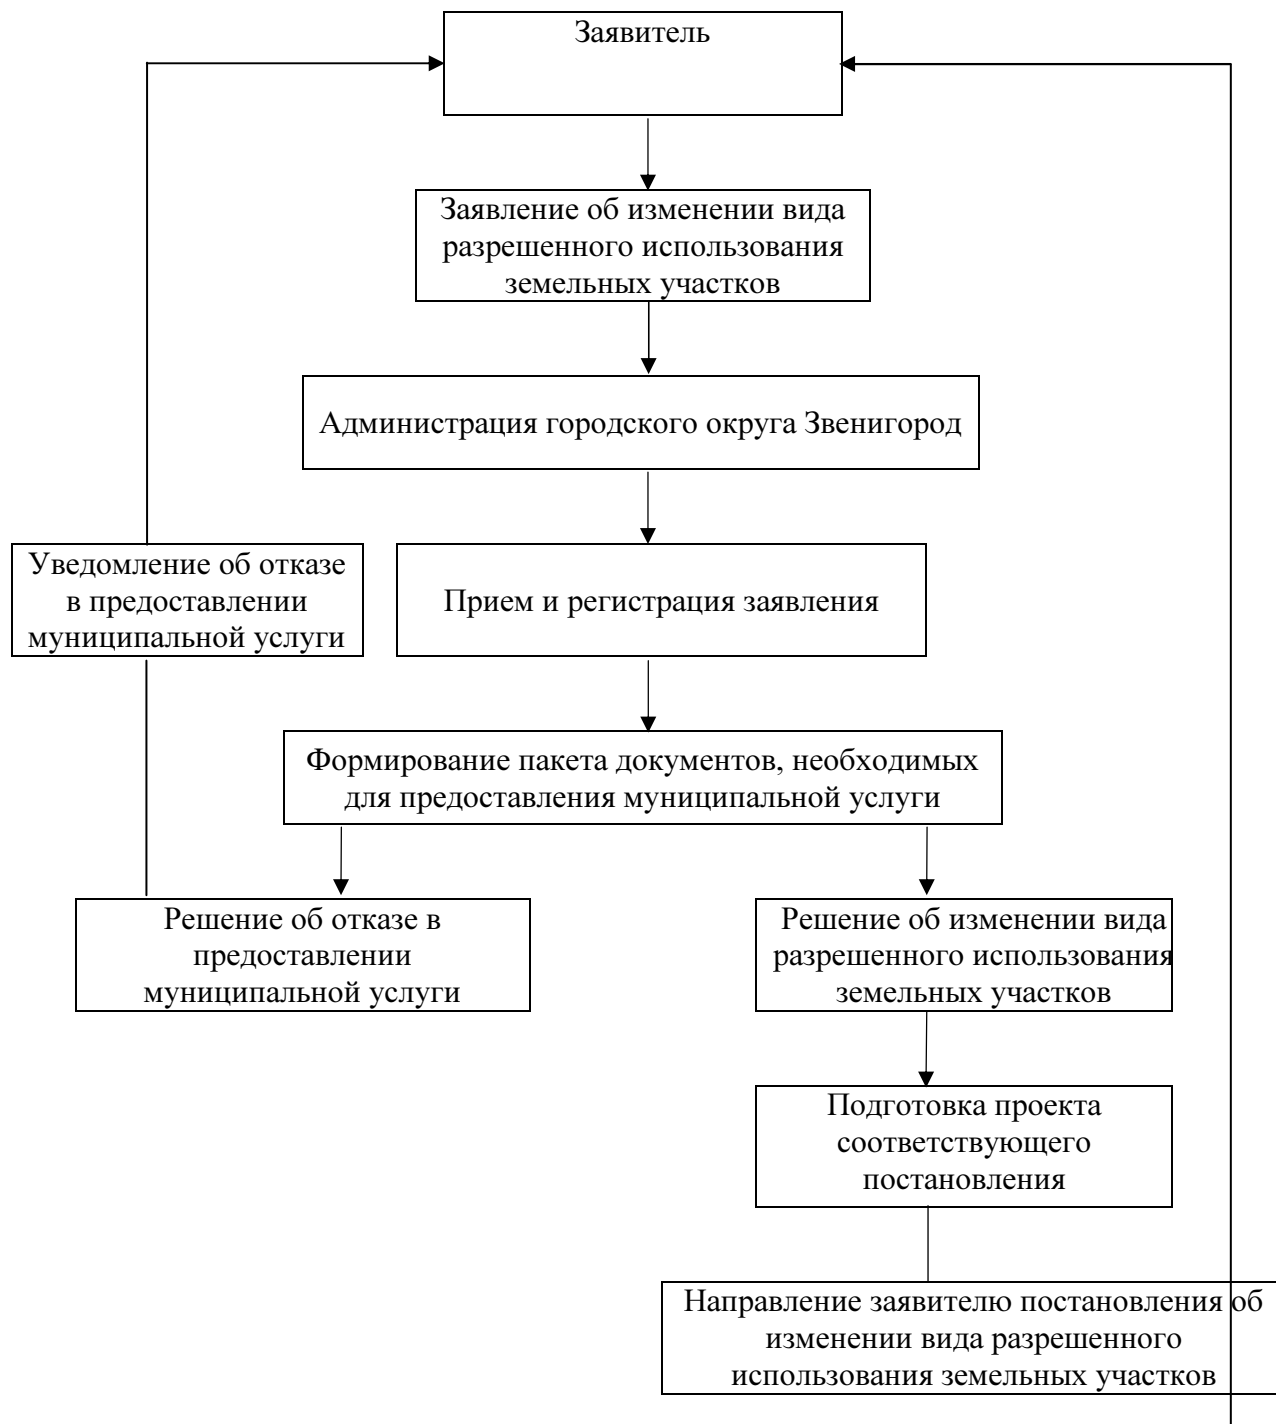 Заявитель
Заявление об изменении вида
разрешенного использования
земельных участков
Администрация городского округа Звенигород
Уведомление об отказе
в предоставлении
муниципальной услуги
Прием и регистрация заявления
Формирование пакета документов, необходимых
для предоставления муниципальной услуги
Решение об отказе в
предоставлении
муниципальной услуги
Решение об изменении вида
разрешенного использования
земельных участков
Подготовка проекта
соответствующего
постановления
Направление заявителю постановления об
изменении вида разрешенного
использования земельных участков